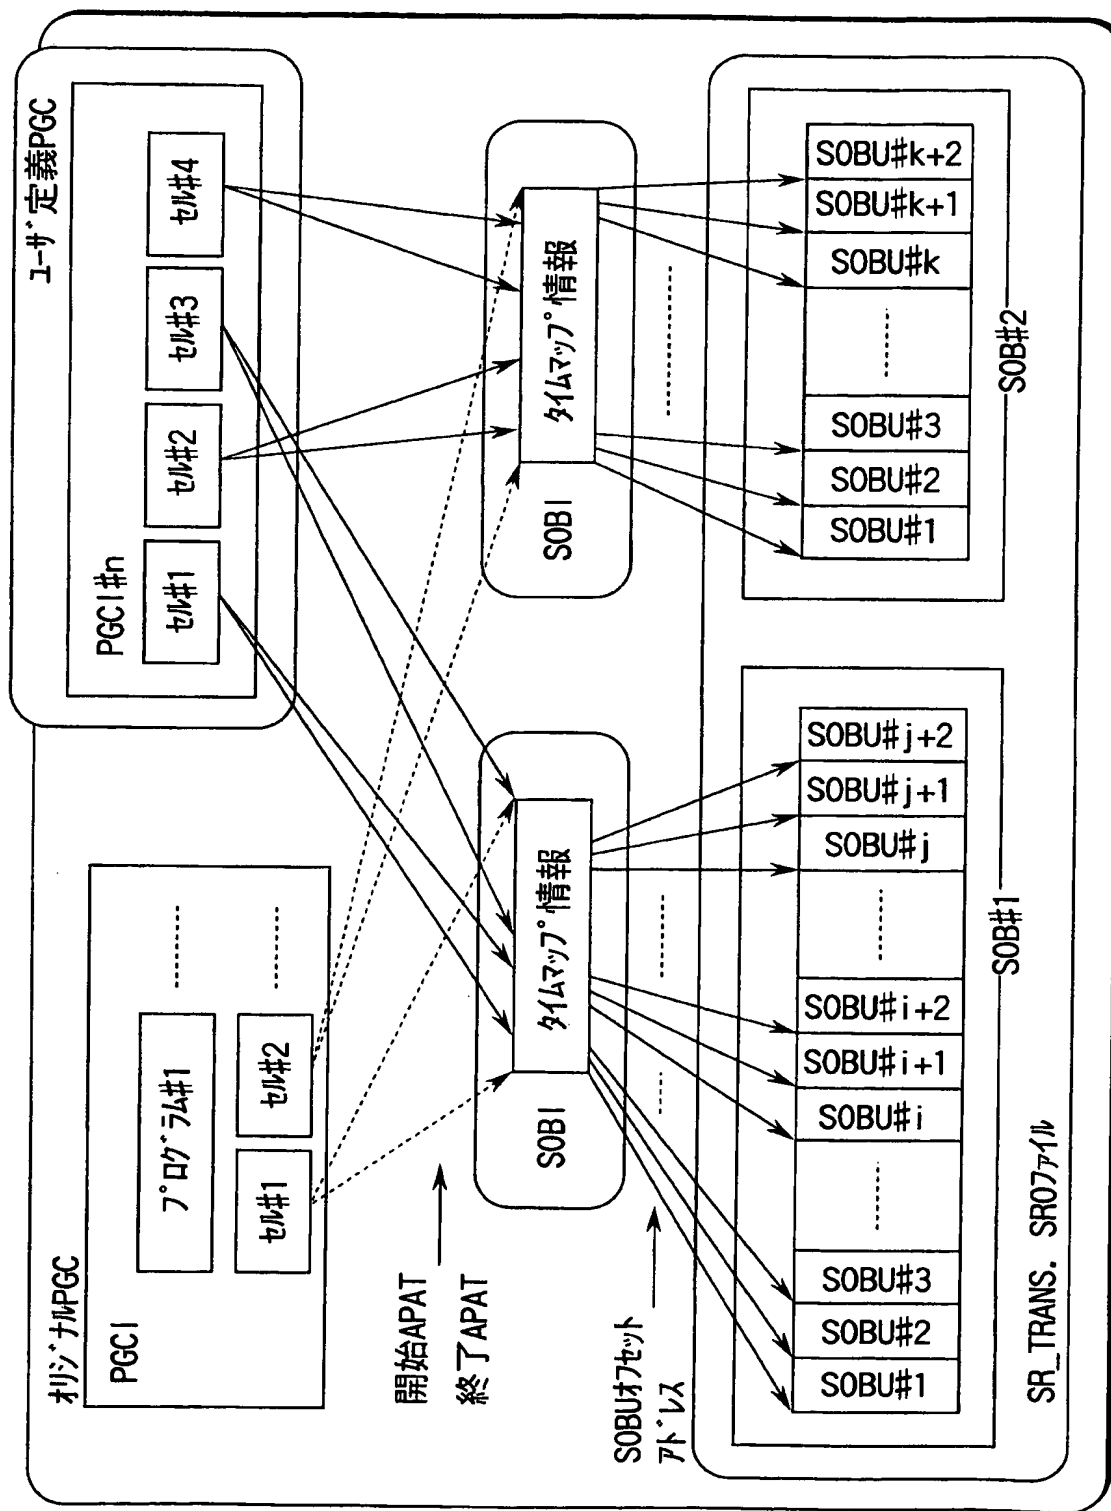 オリジナルPGC
PGCI
プログラム#1
セル#1
セル#2
ユーザ定義PGC
PGCI#n
セル#1
セル#2
セル#3
セル#4
開始APAT
終了APAT
SOBI
タイムマップ情報
SOBI
タイムマップ情報
SOBUオフセット
アドレス
SOBU#1
SOBU#2
SOBU#3
SOBU#i
SOBU#i+1
SOBU#i+2
SOBU#j
SOBU#j+1
SOBU#j+2
SOB#1
SOBU#1
SOBU#2
SOBU#3
SOBU#k
SOBU#k+1
SOBU#k+2
SOB#2
SR_TRANS. SROファイル